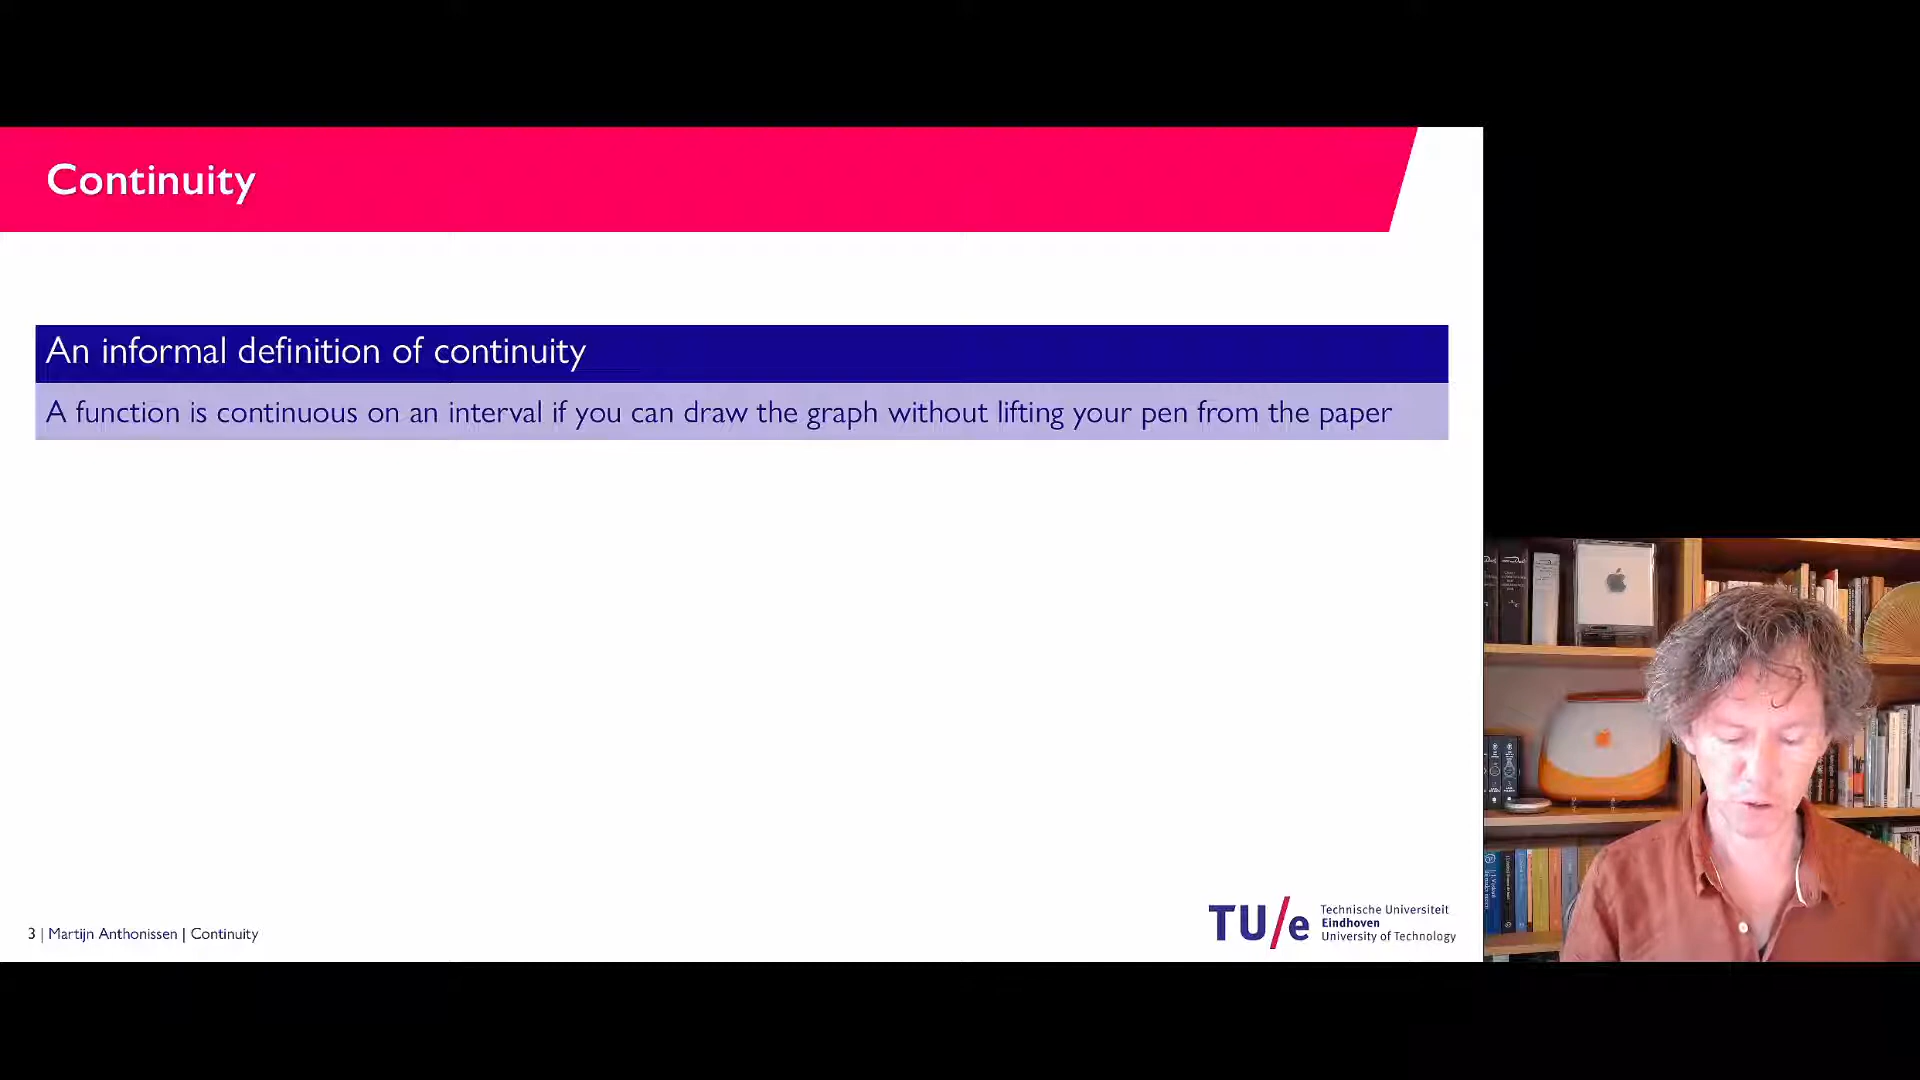 Continuity
An informal definition of continuity
A function is continuous on an interval if you can draw the graph without lifting your pen from the paper
3 | Martijn Anthonissen | Continuity
TU/e
Technische Universiteit
Eindhoven
University of Technology